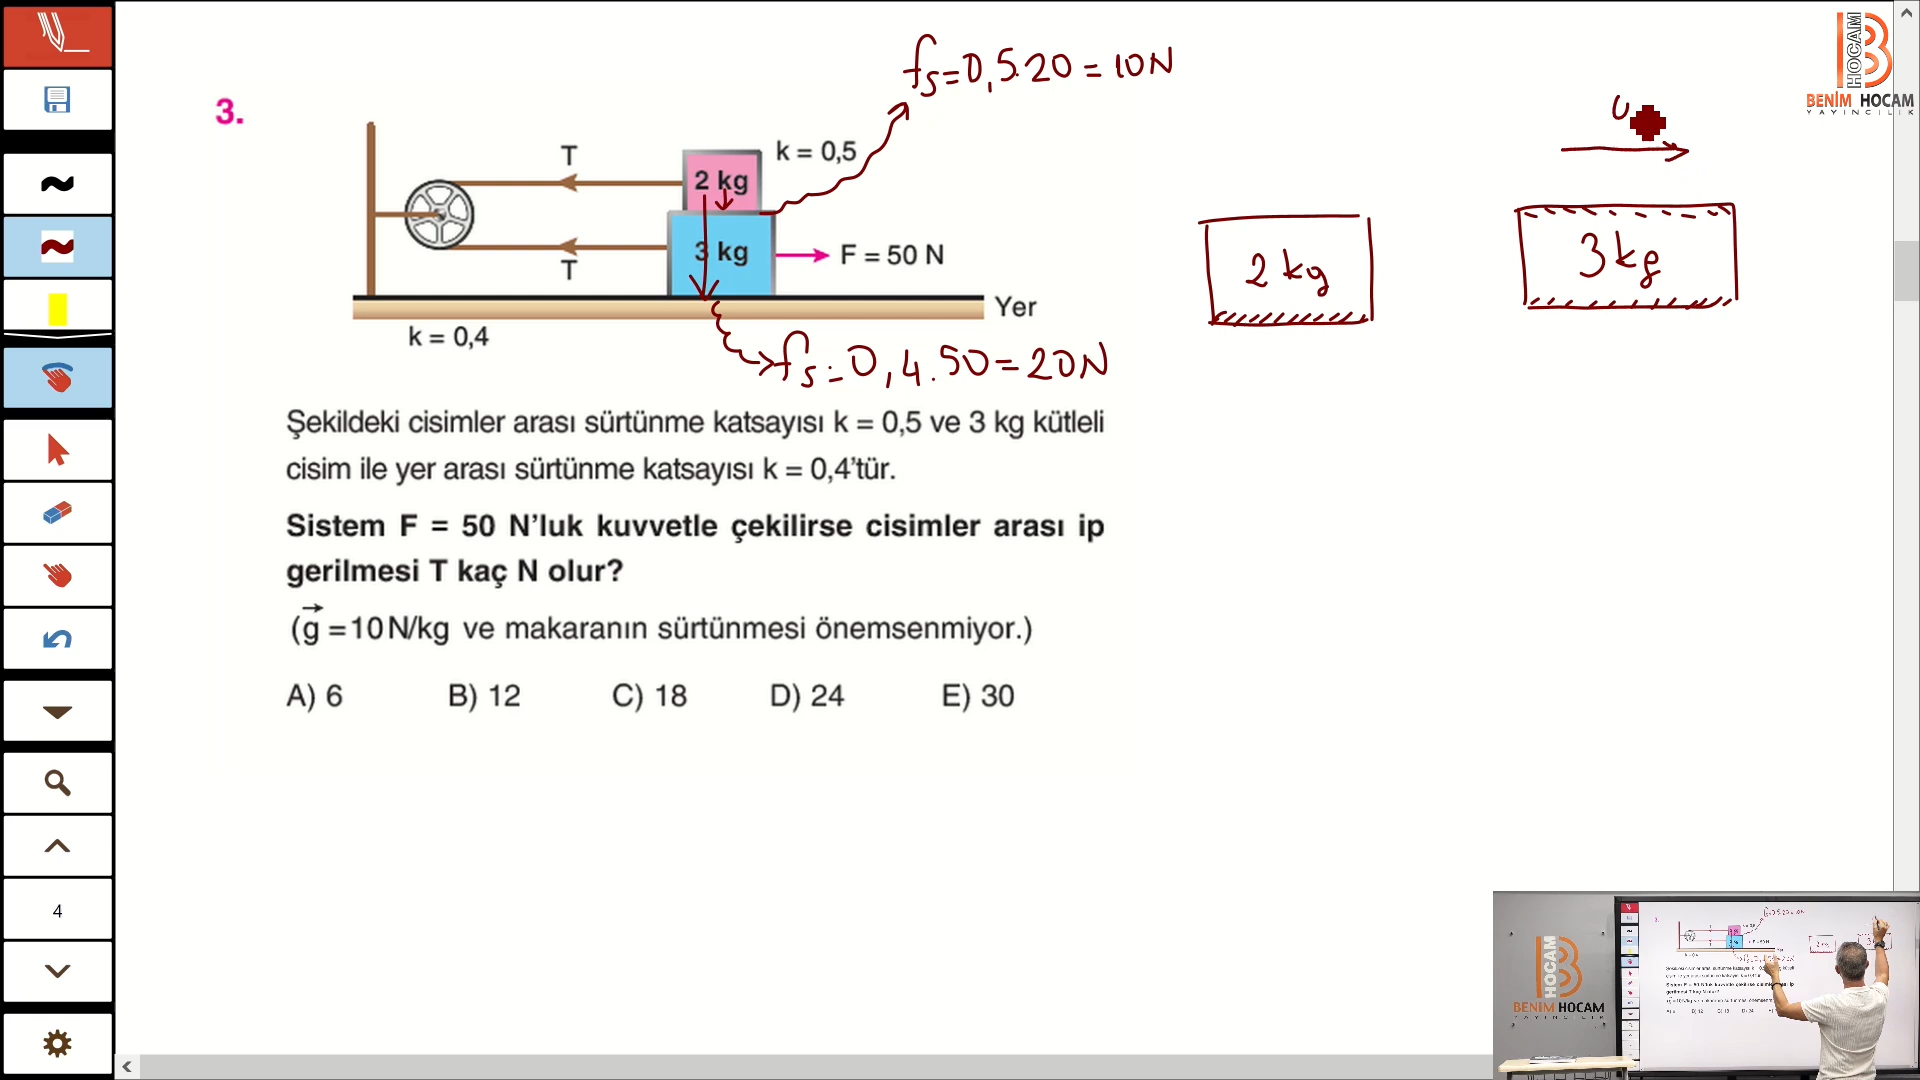 fs=0,5.20=10N
BENİM HOCAM
YAYINCILIK
3.
T
k = 0,5
2 kg
3 kg
F = 50 N
T
Yer
k = 0,4
fs=0,4.50=20N
2 kg
3 kg
Şekildeki cisimler arası sürtünme katsayısı k = 0,5 ve 3 kg kütleli
cisim ile yer arası sürtünme katsayısı k = 0,4’tür.
Sistem F = 50 N’luk kuvvetle çekilirse cisimler arası ip
gerilmesi T kaç N olur?
(g =10 N/kg ve makaranın sürtünmesi önemsenmiyor.)
A) 6 B) 12 C) 18 D) 24 E) 30
4
HOCAM
BENİM HOCAM
YAYINCILIK